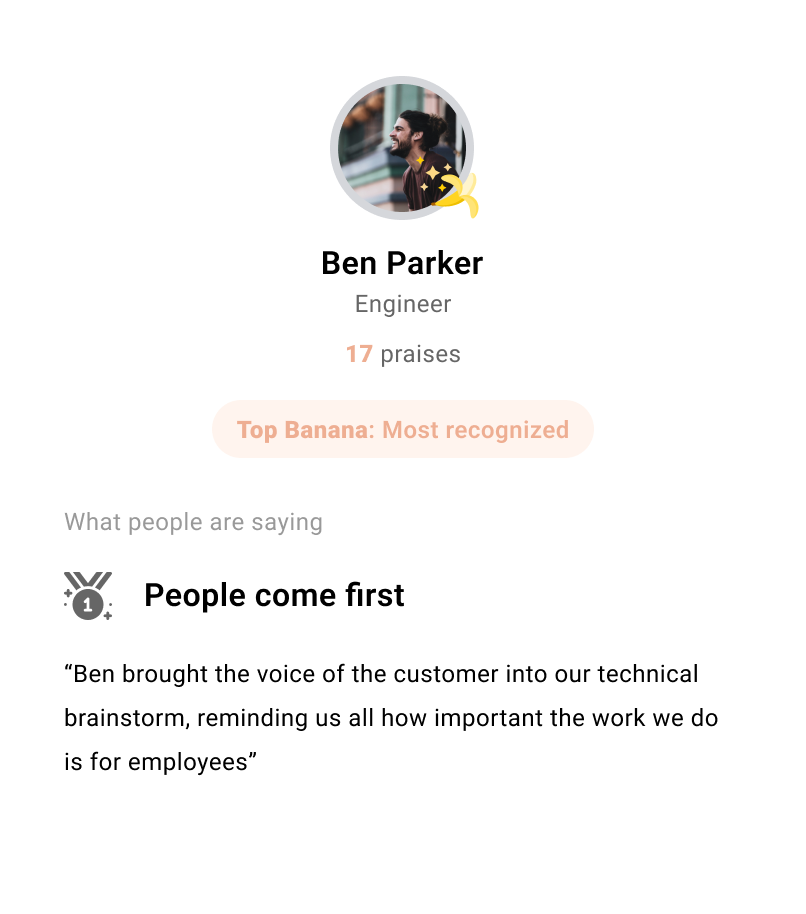 Ben Parker
Engineer
17 praises
Top Banana: Most recognized
What people are saying
1
People come first
“Ben brought the voice of the customer into our technical
brainstorm, reminding us all how important the work we do
is for employees”